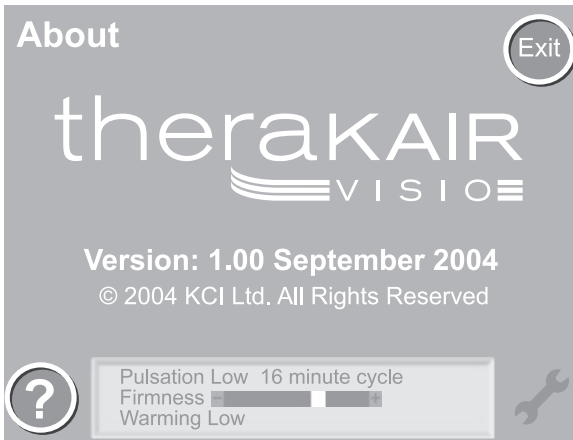 About
Exit
therakair
VISIO
Version: 1.00 September 2004
© 2004 KCI Ltd. All Rights Reserved
?
Pulsation Low 16 minute cycle
Firmness - +
Warming Low